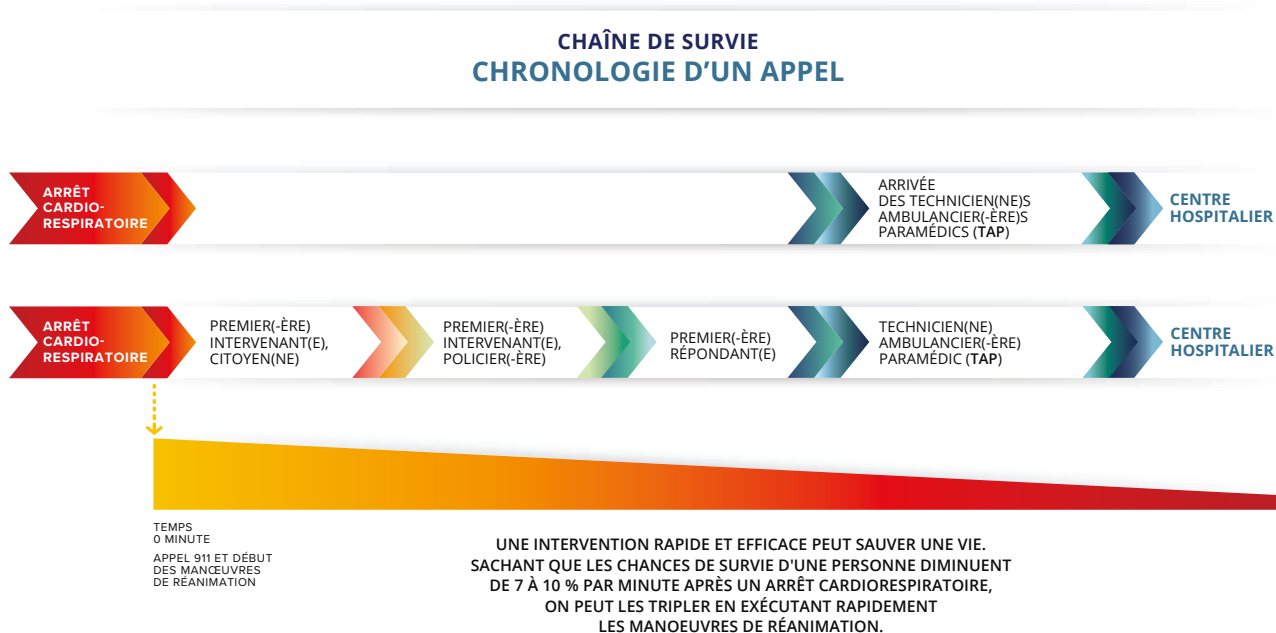 CHAÎNE DE SURVIE
CHRONOLOGIE D'UN APPEL
ARRÊT
CARDIO-
RESPIRATOIRE
ARRIVÉE
DES TECHNICIEN(NE)S
AMBULANCIER(-ÈRE)S
PARAMÉDICS (TAP)
CENTRE
HOSPITALIER
ARRÊT
CARDIO-
RESPIRATOIRE
PREMIER(-ÈRE)
INTERVENANT(E),
CITOYEN(NE)
PREMIER(-ÈRE)
INTERVENANT(E),
POLICIER(-ÈRE)
PREMIER(-ÈRE)
RÉPONDANT(E)
TECHNICIEN(NE)
AMBULANCIER(-ÈRE)
PARAMÉDIC (TAP)
CENTRE
HOSPITALIER
TEMPS
0 MINUTE
APPEL 911 ET DÉBUT
DES MANŒUVRES
DE RÉANIMATION
UNE INTERVENTION RAPIDE ET EFFICACE PEUT SAUVER UNE VIE.
SACHANT QUE LES CHANCES DE SURVIE D'UNE PERSONNE DIMINUENT
DE 7 À 10 % PAR MINUTE APRÈS UN ARRÊT CARDIORESPIRATOIRE,
ON PEUT LES TRIPLER EN EXÉCUTANT RAPIDEMENT
LES MANOEUVRES DE RÉANIMATION.